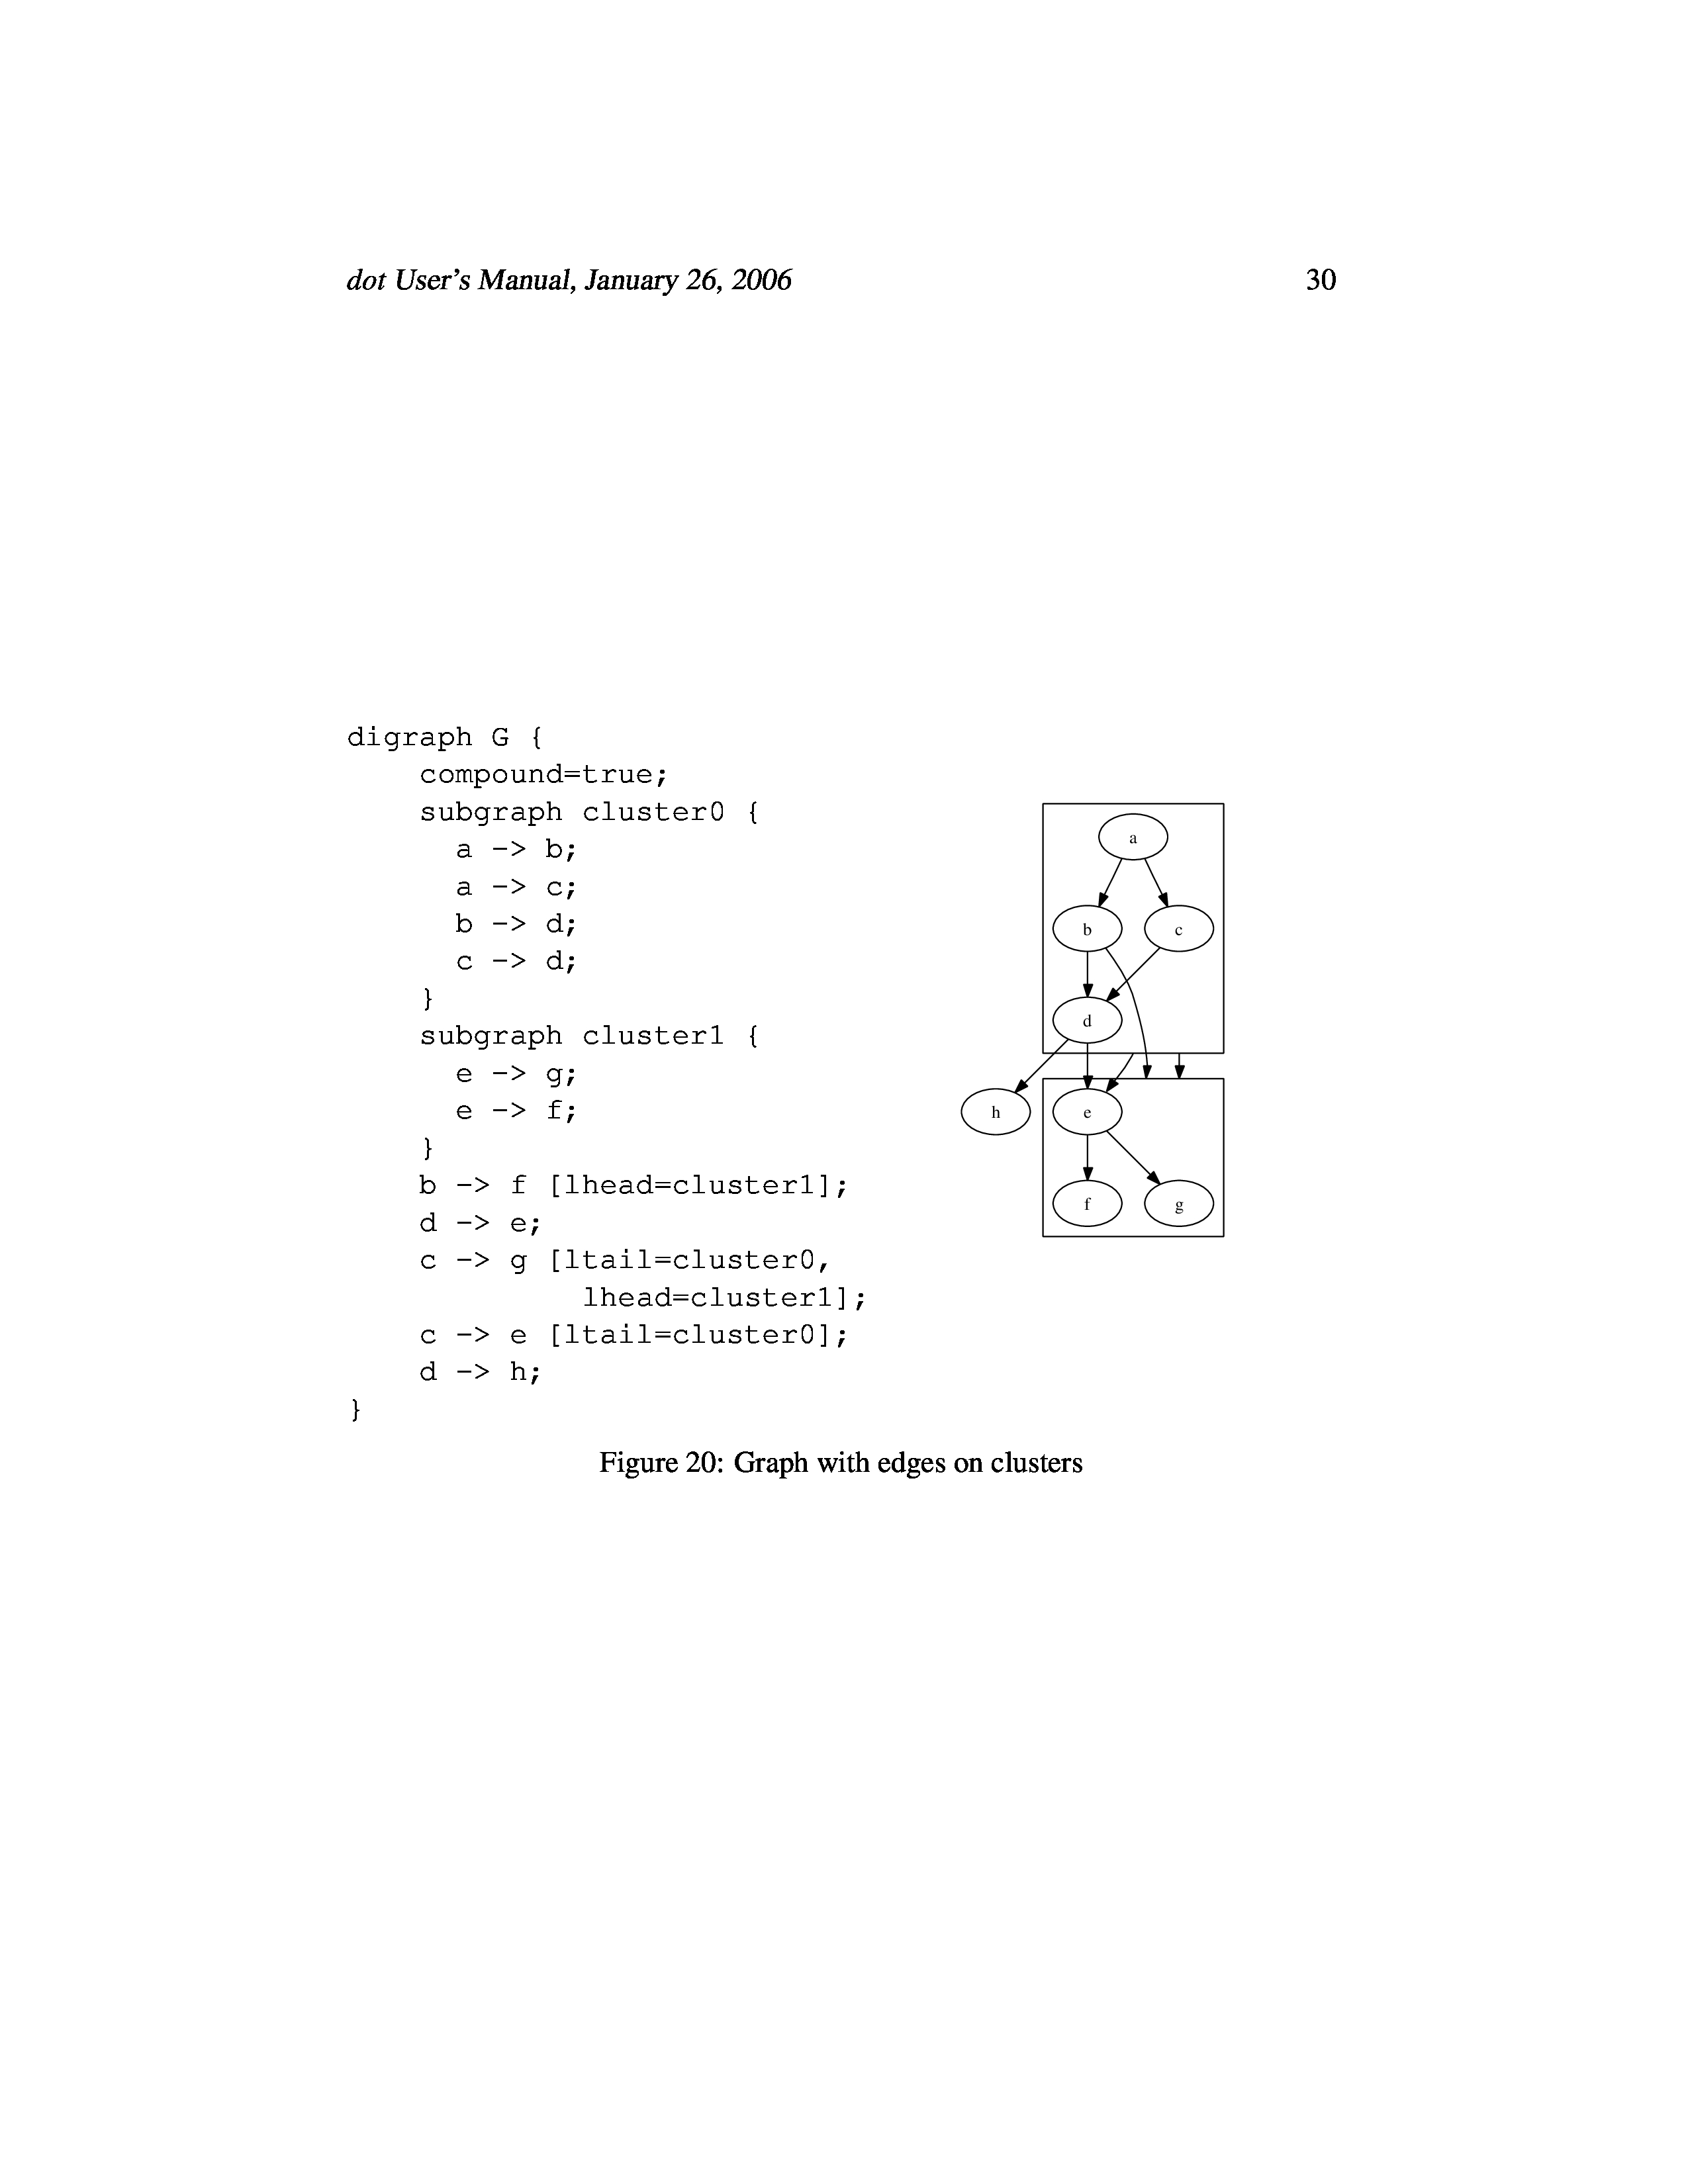 dot User's Manual, January 26, 2006 30
digraph G {
compound=true;
subgraph cluster0 {
a -> b;
a -> c;
b -> d;
c -> d;
}
subgraph cluster1 {
e -> g;
e -> f;
}
b -> f [lhead=cluster1];
d -> e;
c -> g [ltail=cluster0,
lhead=cluster1];
c -> e [ltail=cluster0];
d -> h;
}
a
b c
d
h e
f g
Figure 20: Graph with edges on clusters